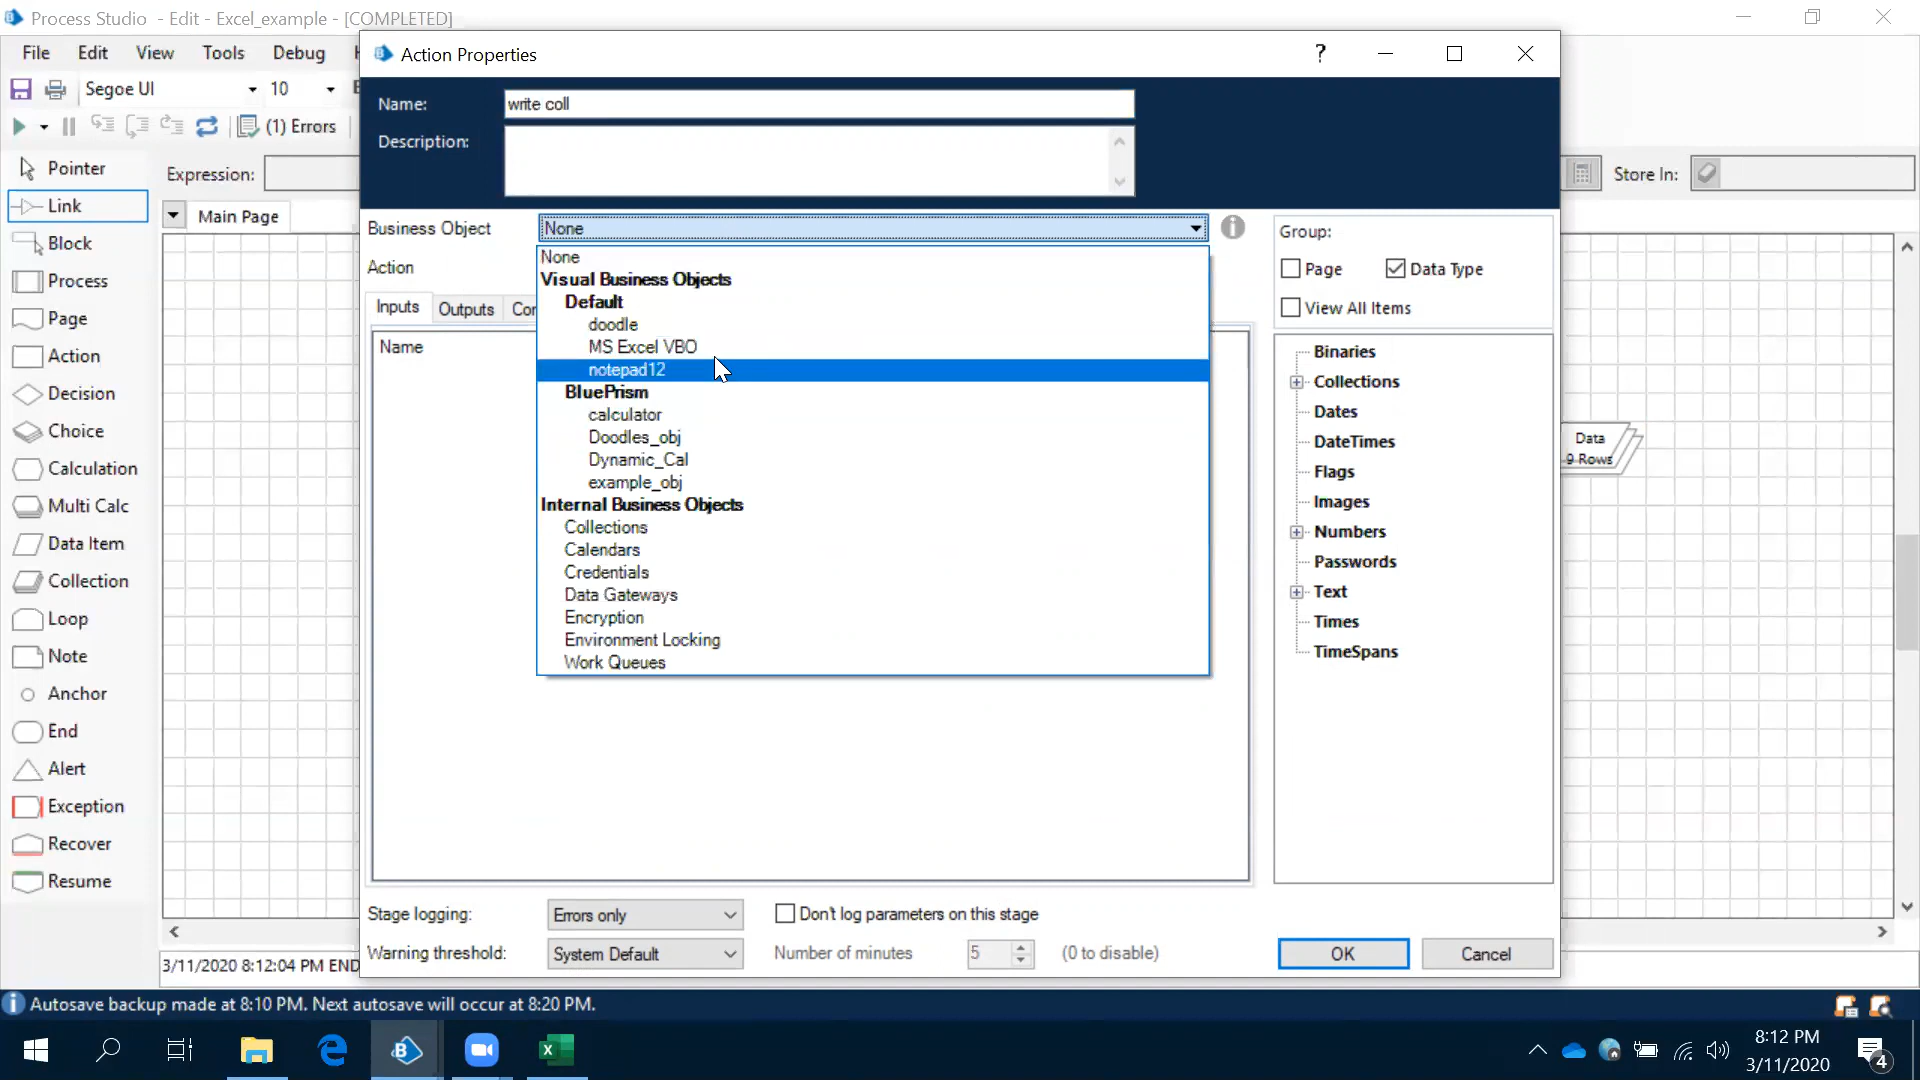 Process Studio - Edit - Excel_example - [COMPLETED]
File Edit View Tools Debug
Segoe UI 10
(1) Errors
Expression:
Store In:
Main Page
Pointer
Link
Block
Process
Page
Action
Decision
Choice
Calculation
Multi Calc
Data Item
Collection
Loop
Note
Anchor
End
Alert
Exception
Recover
Resume
Action Properties
?
Name: write coll
Description:
Business Object None
Action
Inputs Outputs Cor
Name
None
Visual Business Objects
Default
doodle
MS Excel VBO
notepad12
BluePrism
calculator
Doodles_obj
Dynamic_Cal
example_obj
Internal Business Objects
Collections
Calendars
Credentials
Data Gateways
Encryption
Environment Locking
Work Queues
Group:
Page Data Type
View All Items
Binaries
Collections
Dates
DateTimes
Flags
Images
Numbers
Passwords
Text
Times
TimeSpans
Data
9 Rows
Stage logging: Errors only Don't log parameters on this stage
Warning threshold: System Default Number of minutes 5 (0 to disable)
OK Cancel
3/11/2020 8:12:04 PM END
Autosave backup made at 8:10 PM. Next autosave will occur at 8:20 PM.
8:12 PM
3/11/2020
4